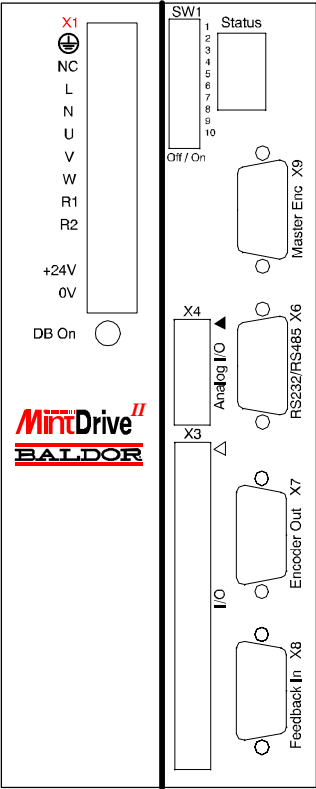 X1
NC
L
N
U
V
W
R1
R2
+24V
0V
DB On
MintDrive II
BALDOR
SW1
1
2
3
4
5
6
7
8
9
10
Off / On
Status
Master Enc X9
X4
Analog I/O
RS232/RS485 X6
X3
I/O
Encoder Out X7
Feedback In X8